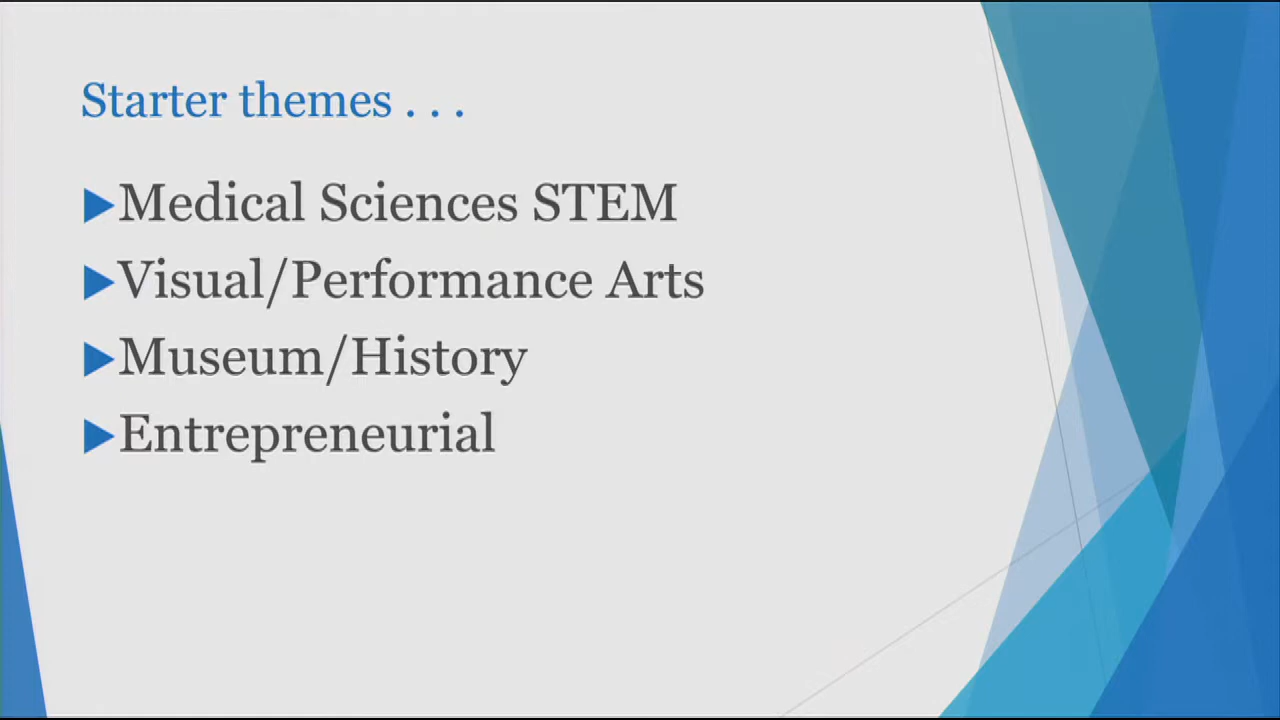 Starter themes . . .
Medical Sciences STEM
Visual/Performance Arts
Museum/History
Entrepreneurial